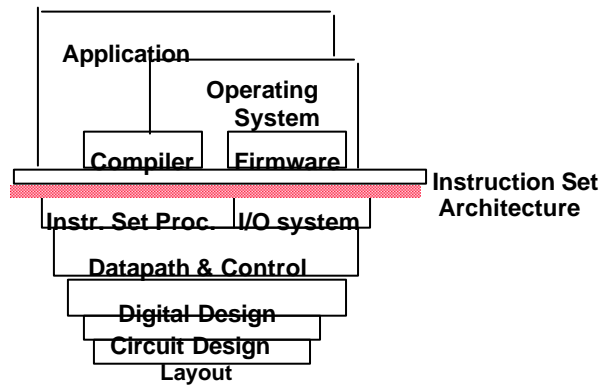 Application
Operating
System
Compiler
Firmware
Instruction Set
Architecture
Instr. Set Proc.
I/O system
Datapath & Control
Digital Design
Circuit Design
Layout